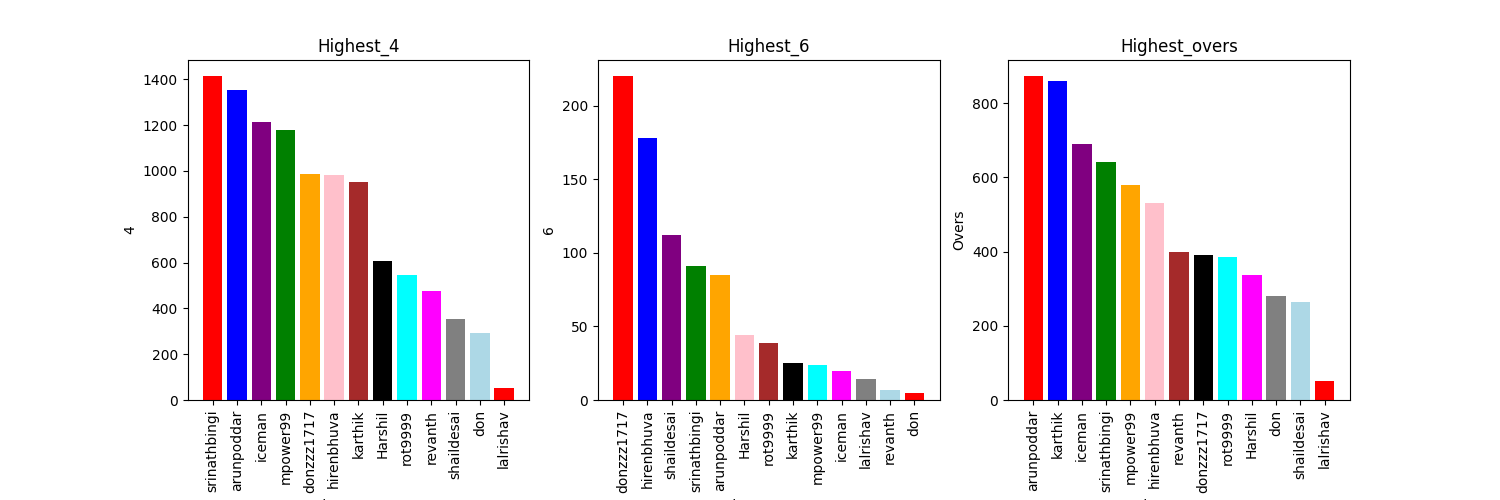 Highest_4
4
1400
1200
1000
800
600
400
200
0
srinathbingi
arunpoddar
iceman
mpower99
donzzz1717
hirenbhuva
karthik
Harshil
rot9999
revanth
shaildesai
don
lalrishav
Highest_6
6
200
150
100
50
0
donzzz1717
hirenbhuva
shaildesai
srinathbingi
arunpoddar
Harshil
rot9999
karthik
mpower99
iceman
lalrishav
revanth
don
Highest_overs
Overs
800
600
400
200
0
arunpoddar
karthik
iceman
srinathbingi
mpower99
hirenbhuva
revanth
donzzz1717
rot9999
Harshil
don
shaildesai
lalrishav